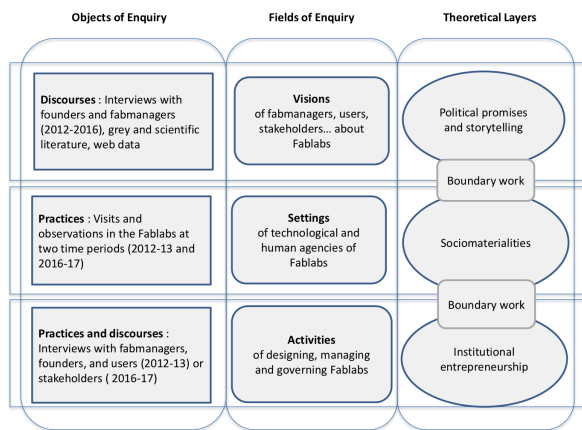 Objects of Enquiry
Fields of Enquiry
Theoretical Layers
Discourses : Interviews with
founders and fabmanagers
(2012-2016), grey and scientific
literature, web data
Visions
of fabmanagers, users,
stakeholders... about
Fablabs
Political promises
and storytelling
Boundary work
Practices : Visits and
observations in the Fablabs at
two time periods (2012-13 and
2016-17)
Settings
of technological and
human agencies of
Fablabs
Sociomaterialities
Boundary work
Practices and discourses :
Interviews with fabmanagers,
founders, and users (2012-13) or
stakeholders ( 2016-17)
Activities
of designing, managing
and governing Fablabs
Institutional
entrepreneurship